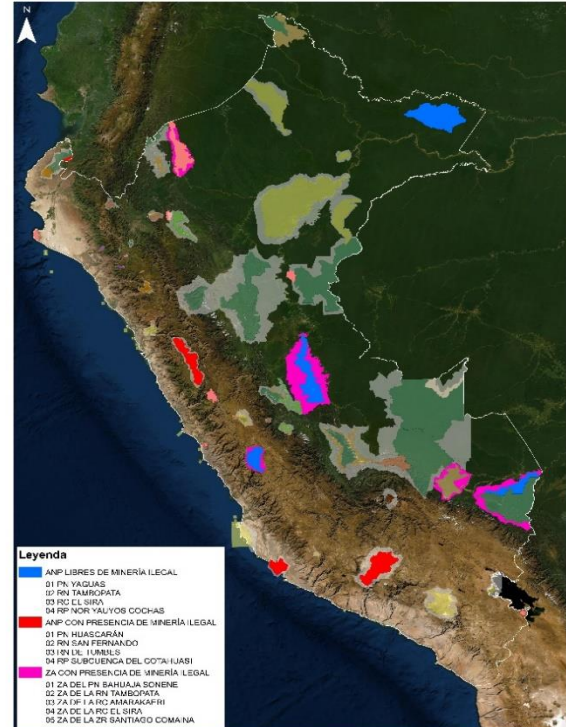 N
Leyenda
ANP LIBRES DE MINERÍA ILEGAL
01 PN YAGUAS
02 RN TAMBOPATA
03 RC EL SIRA
04 RP NOR YAUYOS COCHAS
ANP CON PRESENCIA DE MINERÍA ILEGAL
01 PN HUASCARÁN
02 RN SAN FERNANDO
03 RN DE TUMBES
04 RP SUBCUENCA DEL COTAHUASI
ZA CON PRESENCIA DE MINERÍA ILEGAL
01 ZA DEL PN BAHUAJA SONENE
02 ZA DE LA RN TAMBOPATA
03 ZA DE LA RC AMARAKAERI
04 ZA DE LA RC EL SIRA
05 ZA DE LA ZR SANTIAGO COMAINA